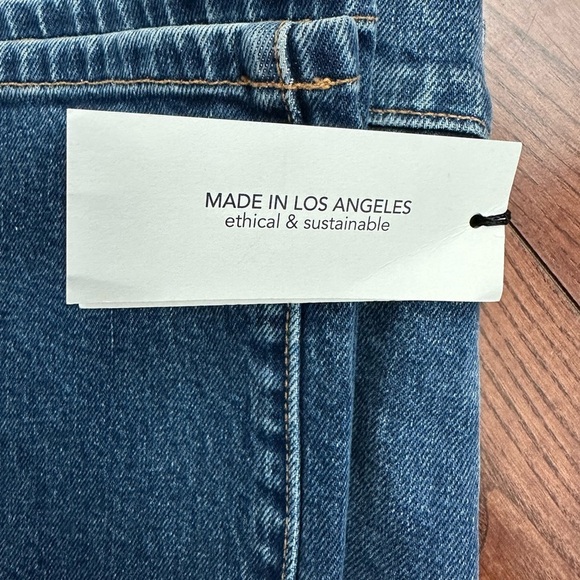 MADE IN LOS ANGELES
ethical & sustainable